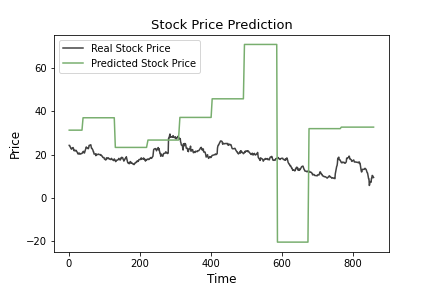 Stock Price Prediction
Real Stock Price
Predicted Stock Price
Price
60
40
20
0
−20
0 200 400 600 800
Time